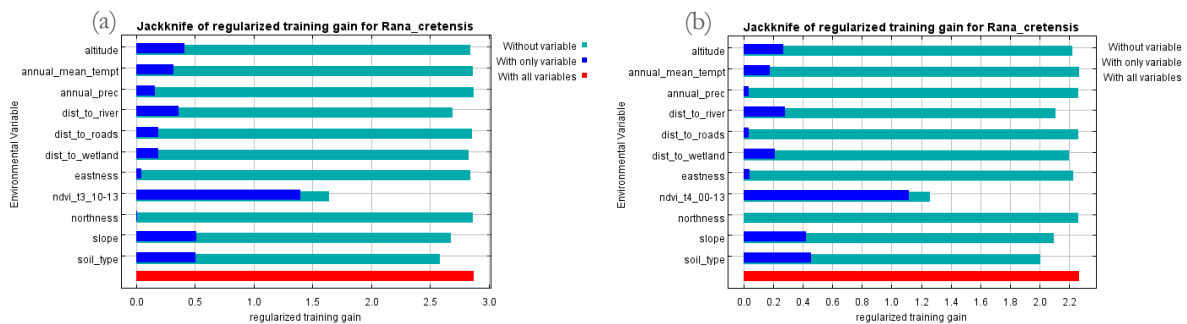 (a)
Jackknife of regularized training gain for Rana_cretensis
Environmental Variable
altitude
annual_mean_tempt
annual_prec
dist_to_river
dist_to_roads
dist_to_wetland
eastness
ndvi_t3_10-13
northness
slope
soil_type
0.0 0.5 1.0 1.5 2.0 2.5 3.0
regularized training gain
Without variable
With only variable
With all variables
(b)
Jackknife of regularized training gain for Rana_cretensis
Environmental Variable
altitude
annual_mean_tempt
annual_prec
dist_to_river
dist_to_roads
dist_to_wetland
eastness
ndvi_t4_00-13
northness
slope
soil_type
0.0 0.2 0.4 0.6 0.8 1.0 1.2 1.4 1.6 1.8 2.0 2.2
regularized training gain
Without variable
With only variable
With all variables